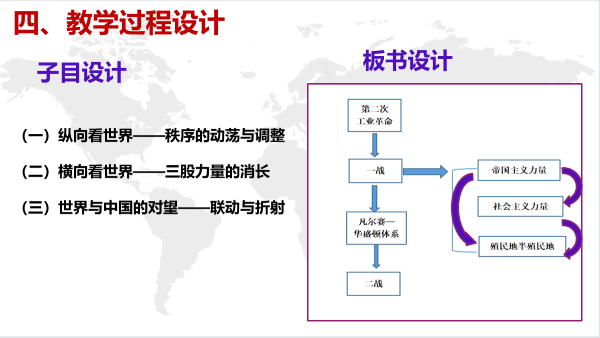 四、教学过程设计
子目设计
板书设计
（一）纵向看世界——秩序的动荡与调整
（二）横向看世界——三股力量的消长
（三）世界与中国的对望——联动与折射
第二次
工业革命
一战
凡尔赛—
华盛顿体系
二战
帝国主义力量
社会主义力量
殖民地半殖民地